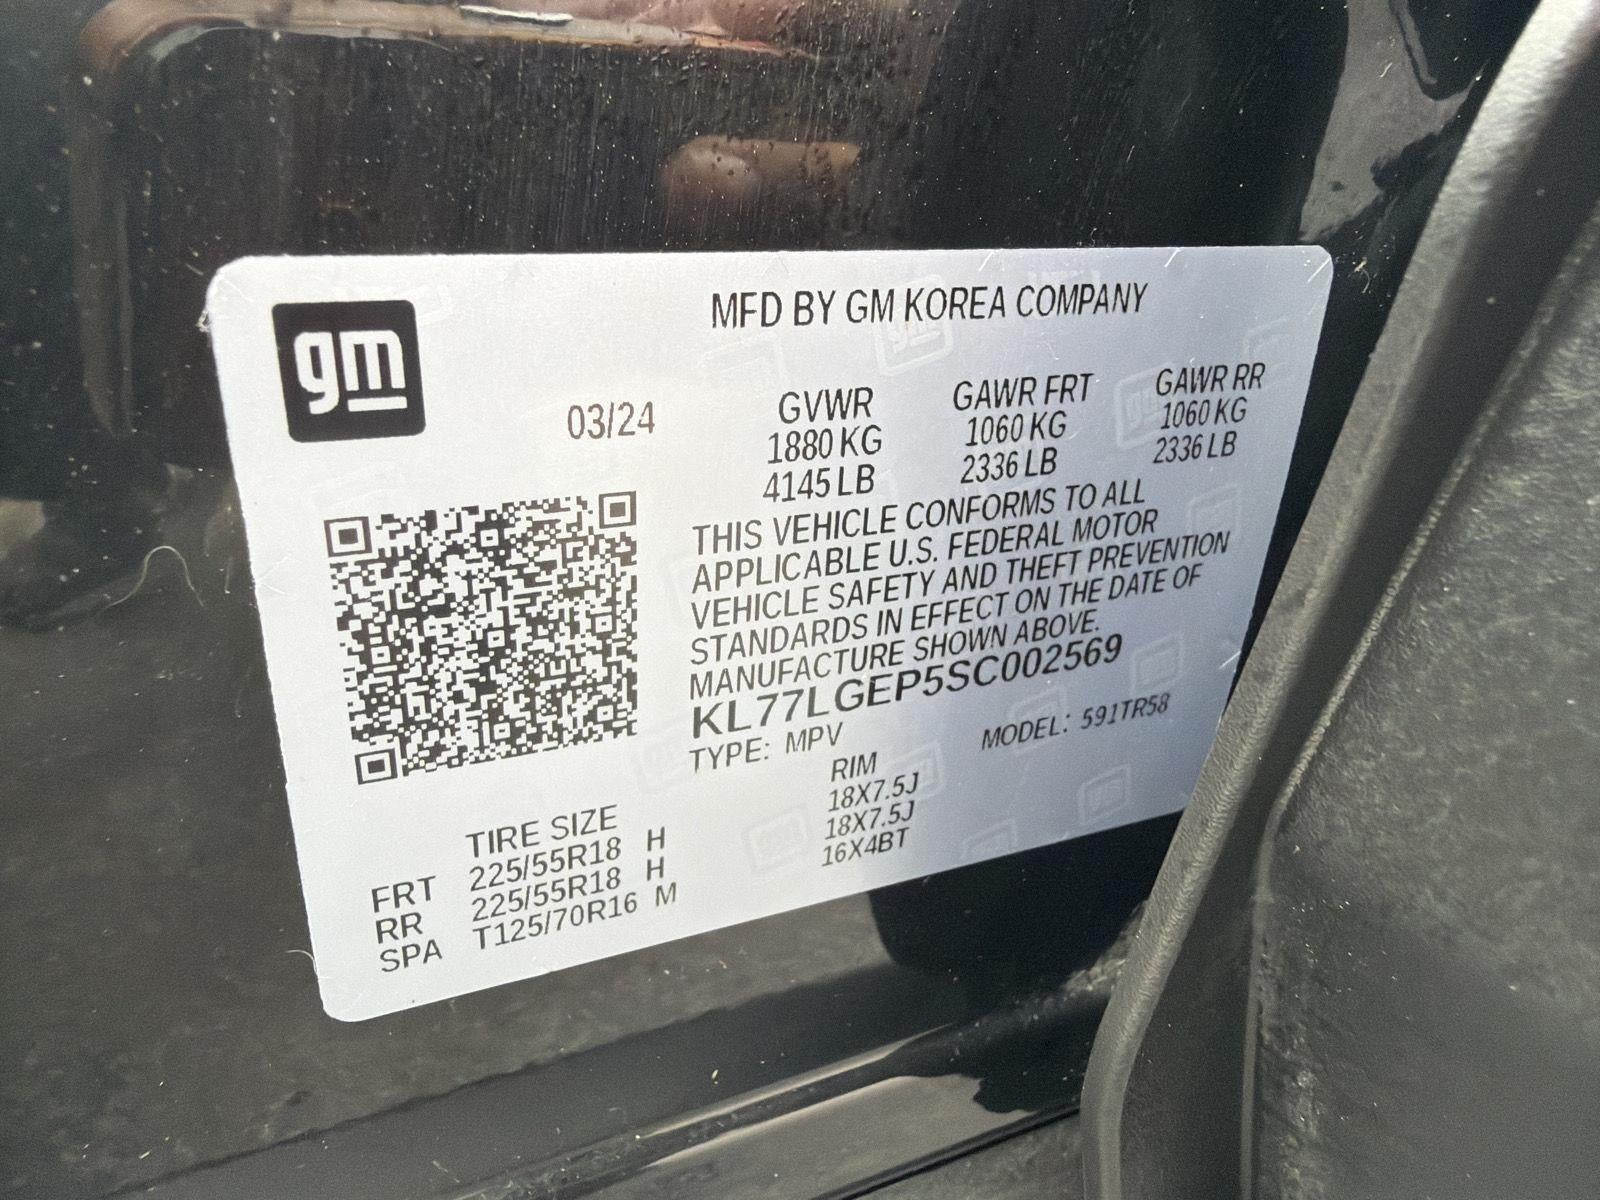 gm
MFD BY GM KOREA COMPANY
03/24
GVWR GAWR FRT GAWR RR
1880 KG 1060 KG 1060 KG
4145 LB 2336 LB 2336 LB
THIS VEHICLE CONFORMS TO ALL
APPLICABLE U.S. FEDERAL MOTOR
VEHICLE SAFETY AND THEFT PREVENTION
STANDARDS IN EFFECT ON THE DATE OF
MANUFACTURE SHOWN ABOVE.
KL77LGEP5SC002569
TYPE: MPV MODEL: 591TR58
TIRE SIZE RIM
FRT 225/55R18 H 18X7.5J
RR 225/55R18 H 18X7.5J
SPA T125/70R16 M 16X4BT